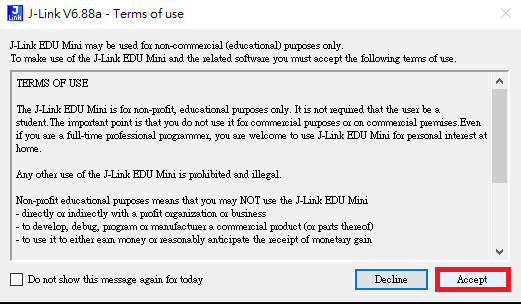 J-Link V6.88a - Terms of use
J-Link EDU Mini may be used for non-commercial (educational) purposes only.
To make use of the J-Link EDU Mini and the related software you must accept the following terms of use.
TERMS OF USE
The J-Link EDU Mini is for non-profit, educational purposes only. It is not required that the user be a
student.The important point is that you do not use it for commercial purposes or on commercial premises.Even
if you are a full-time professional programmer, you are welcome to use J-Link EDU Mini for personal interest at
home.
Any other use of the J-Link EDU Mini is prohibited and illegal.
Non-profit educational purposes means that you may NOT use the J-Link EDU Mini
- directly or indirectly with a profit organization or business
- to develop, debug, program or manufacturer a commercial product (or parts thereof)
- to use it to either earn money or reasonably anticipate the receipt of monetary gain
Do not show this message again for today
Decline
Accept